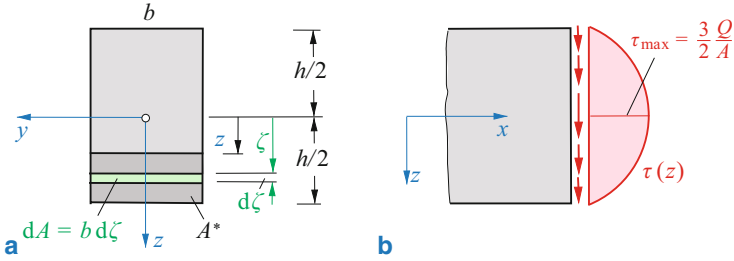 b
h/2
y
z
ζ
h/2
dζ
dA = b dζ
A*
z
a
τmax = 3/2 Q/A
x
z
τ(z)
b